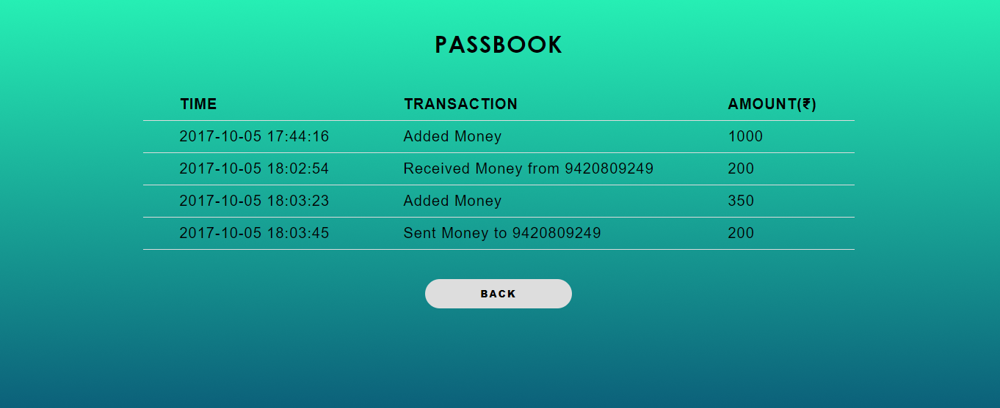 PASSBOOK
TIME TRANSACTION AMOUNT(₹)
2017-10-05 17:44:16 Added Money 1000
2017-10-05 18:02:54 Received Money from 9420809249 200
2017-10-05 18:03:23 Added Money 350
2017-10-05 18:03:45 Sent Money to 9420809249 200
BACK